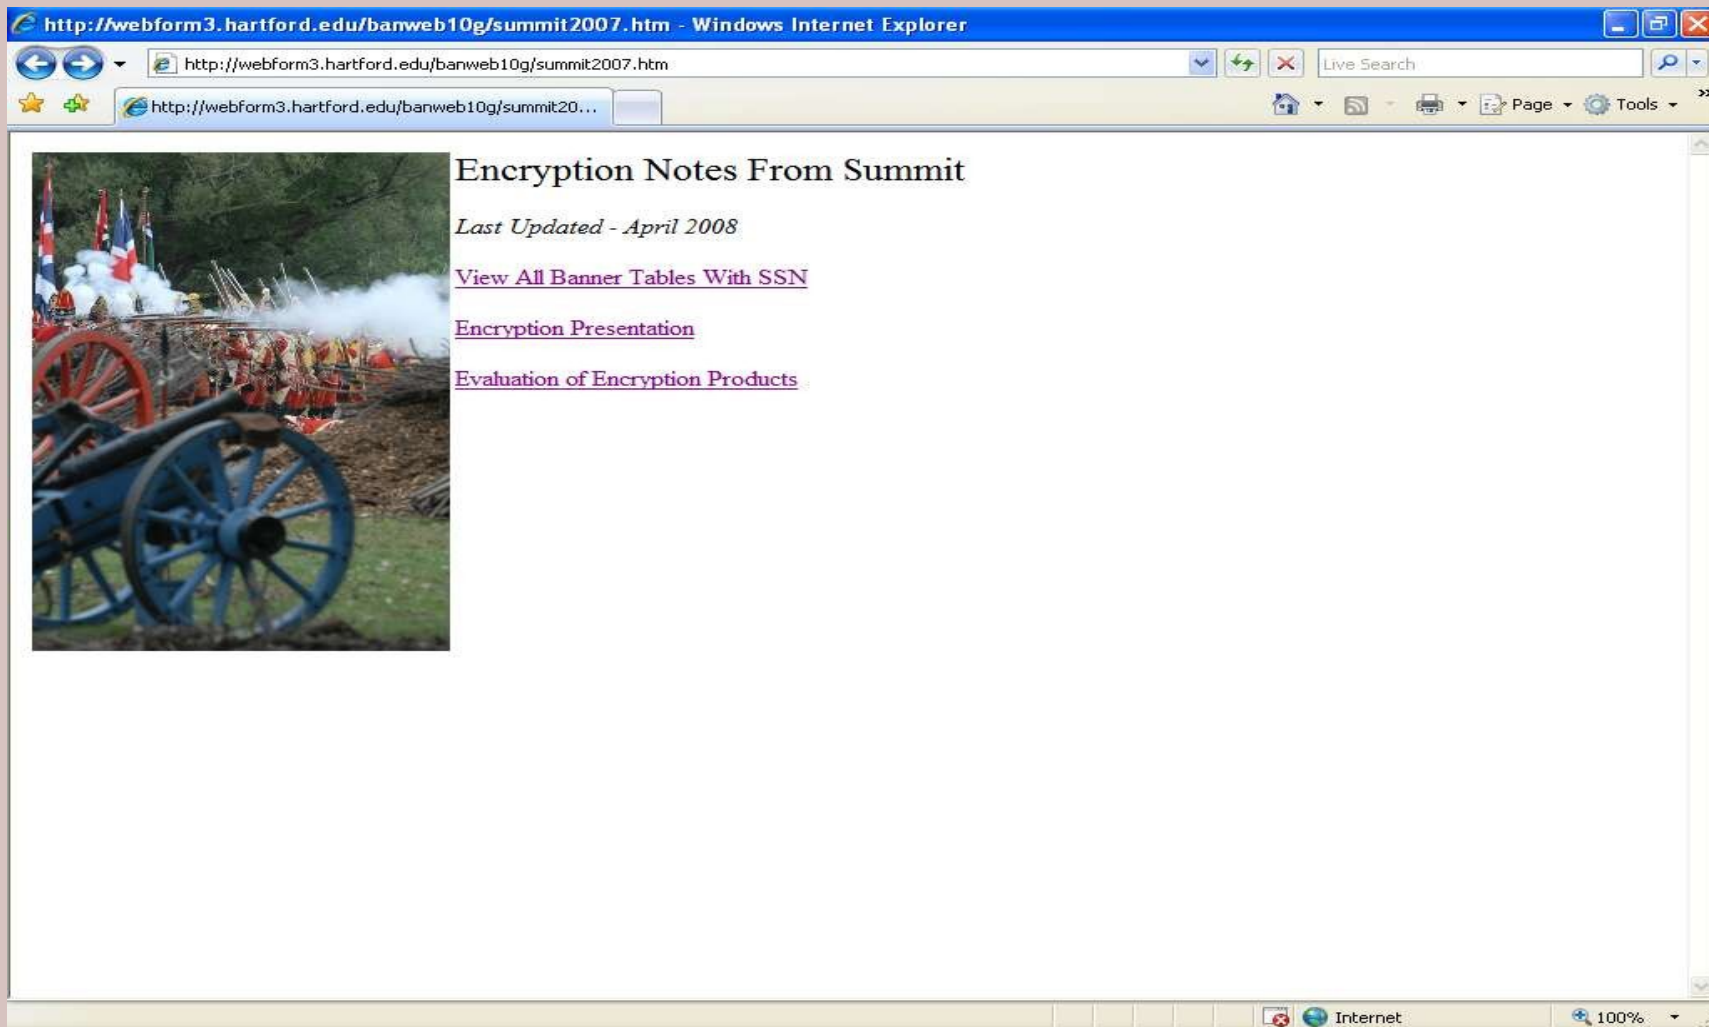 http://webform3.hartford.edu/banweb10g/summit2007.htm - Windows Internet Explorer
http://webform3.hartford.edu/banweb10g/summit2007.htm
Live Search
http://webform3.hartford.edu/banweb10g/summit20...
Page
Tools
Encryption Notes From Summit
Last Updated - April 2008
View All Banner Tables With SSN
Encryption Presentation
Evaluation of Encryption Products
Internet
100%